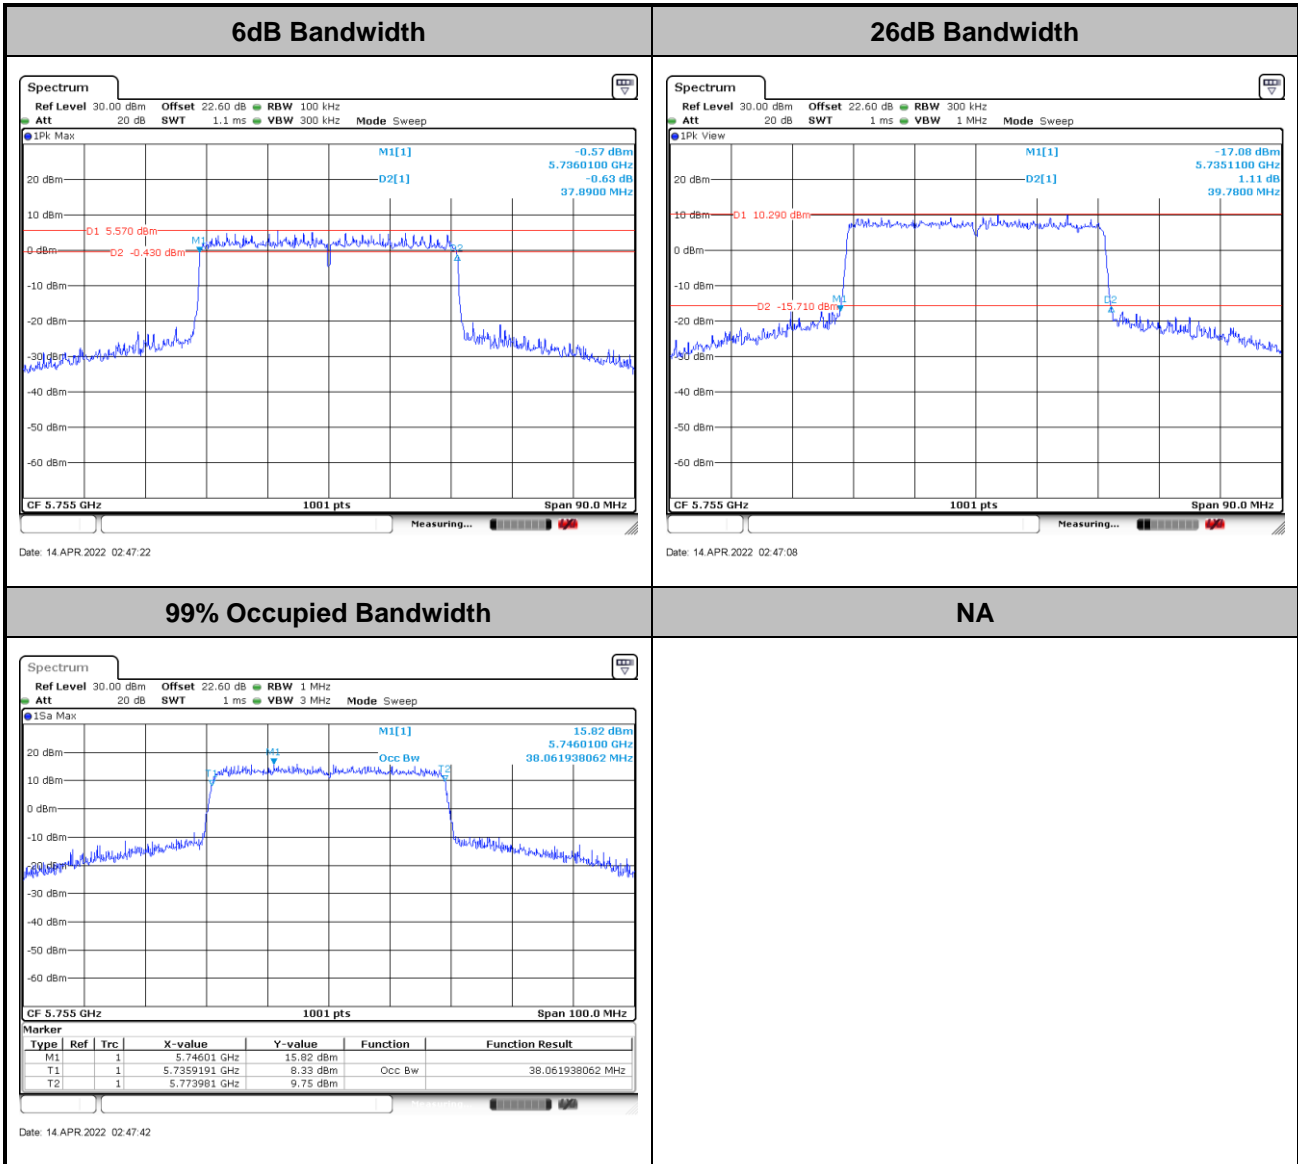 6dB Bandwidth
Spectrum
Ref Level 30.00 dBm Offset 22.60 dB RBW 100 kHz
Att 20 dB SWT 1.1 ms VBW 300 kHz Mode Sweep
1Pk Max
M1[1] -0.57 dBm
5.7360100 GHz
D2[1] -0.63 dB
37.8900 MHz
20 dBm
10 dBm
D1 5.570 dBm
M1
D2
0 dBm
D2 -0.430 dBm
-10 dBm
-20 dBm
-30 dBm
-40 dBm
-50 dBm
-60 dBm
CF 5.755 GHz 1001 pts Span 90.0 MHz
Measuring...
Date: 14.APR.2022 02:47:22
26dB Bandwidth
Spectrum
Ref Level 30.00 dBm Offset 22.60 dB RBW 300 kHz
Att 20 dB SWT 1 ms VBW 1 MHz Mode Sweep
1Pk View
M1[1] -17.08 dBm
5.7351100 GHz
D2[1] 1.11 dB
39.7800 MHz
20 dBm
10 dBm
D1 10.290 dBm
0 dBm
-10 dBm
M1
D2
D2 -15.710 dBm
-20 dBm
-30 dBm
-40 dBm
-50 dBm
-60 dBm
CF 5.755 GHz 1001 pts Span 90.0 MHz
Measuring...
Date: 14.APR.2022 02:47:08
99% Occupied Bandwidth
Spectrum
Ref Level 30.00 dBm Offset 22.60 dB RBW 1 MHz
Att 20 dB SWT 1 ms VBW 3 MHz Mode Sweep
1Sa Max
M1[1] 15.82 dBm
5.7460100 GHz
Occ Bw 38.061938062 MHz
20 dBm
M1
T1
T2
10 dBm
0 dBm
-10 dBm
-20 dBm
-30 dBm
-40 dBm
-50 dBm
-60 dBm
CF 5.755 GHz 1001 pts Span 100.0 MHz
Marker
Type Ref Trc X-value Y-value Function Function Result
M1 1 5.74601 GHz 15.82 dBm
T1 1 5.7359191 GHz 8.33 dBm Occ Bw 38.061938062 MHz
T2 1 5.773981 GHz 9.75 dBm
Measuring...
Date: 14.APR.2022 02:47:42
NA